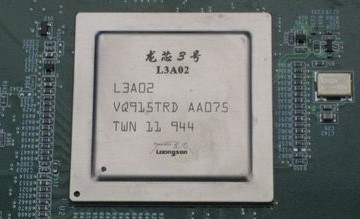 龙芯3号
L3A02
L3A02
VQ915TRD AA075
TWN 11 944
Loongson